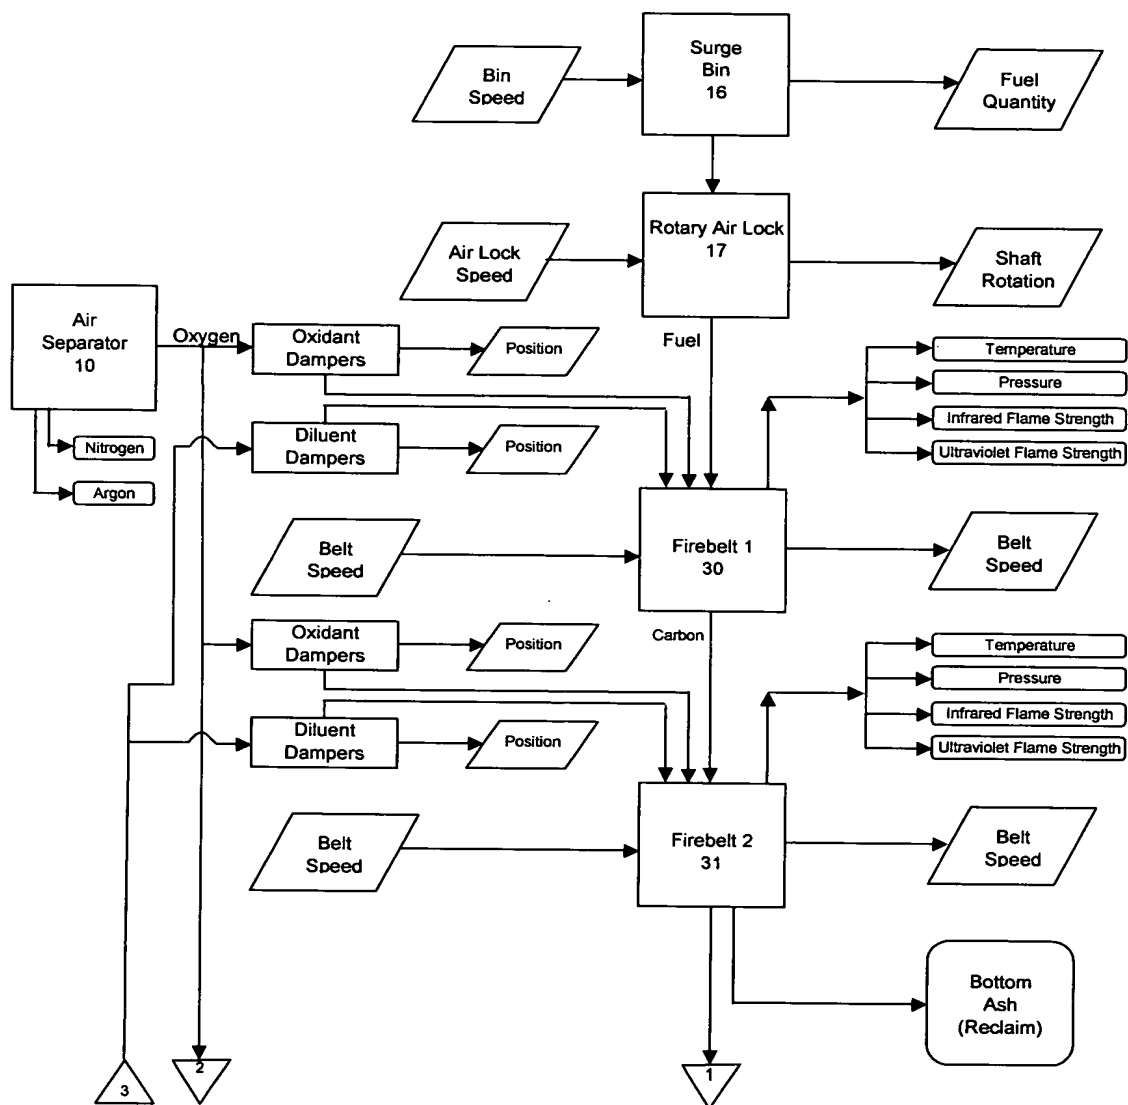 Bin
Speed
Surge
Bin
16
Fuel
Quantity
Air Lock
Speed
Rotary Air Lock
17
Shaft
Rotation
Air
Separator
10
Oxygen
Oxidant
Dampers
Position
Fuel
Temperature
Pressure
Infrared Flame Strength
Ultraviolet Flame Strength
Diluent
Dampers
Position
Nitrogen
Argon
Belt
Speed
Firebelt 1
30
Belt
Speed
Oxidant
Dampers
Position
Carbon
Temperature
Pressure
Infrared Flame Strength
Ultraviolet Flame Strength
Diluent
Dampers
Position
Belt
Speed
Firebelt 2
31
Belt
Speed
Bottom
Ash
(Reclaim)
3
2
1